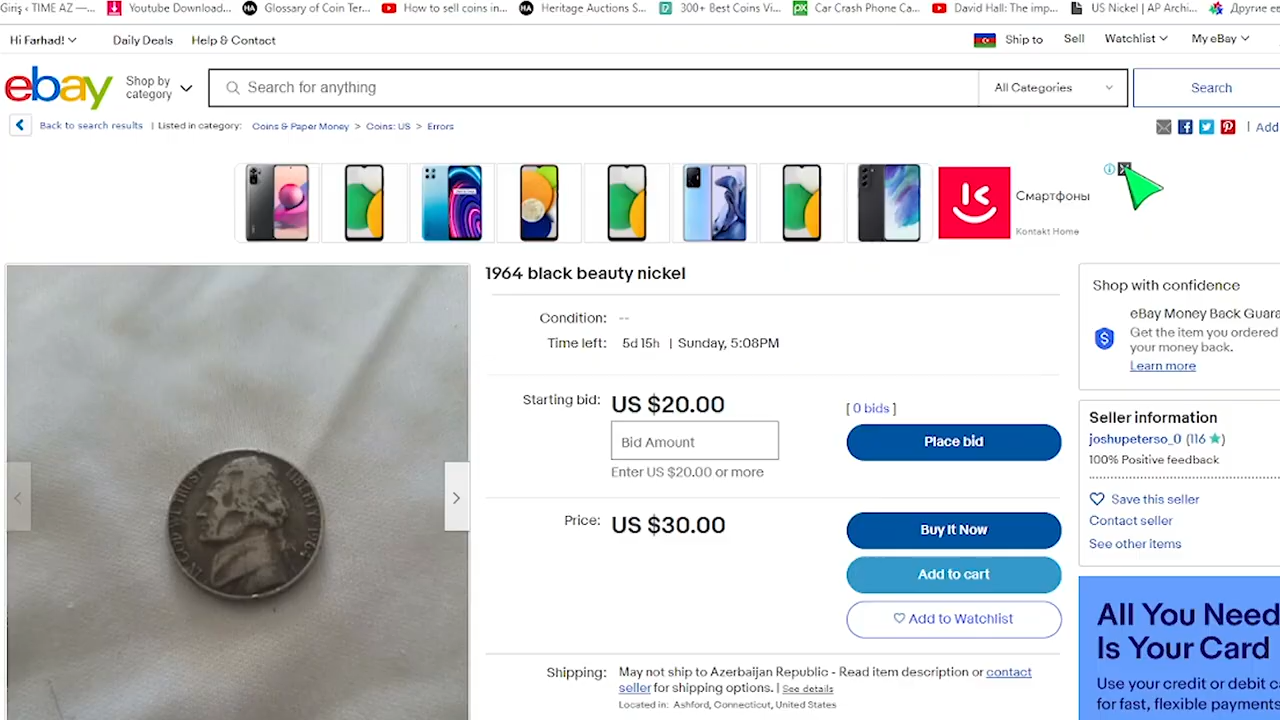 Giriş ‹ TIME AZ —...
Youtube Download...
Glossary of Coin Ter...
How to sell coins in...
Heritage Auctions S...
300+ Best Coins Vi...
Car Crash Phone Ca...
David Hall: The imp...
US Nickel | AP Archi...
Другие
Hi Farhad!
Daily Deals
Help & Contact
Ship to
Sell
Watchlist
My eBay
ebay
Shop by category
Search for anything
All Categories
Search
Back to search results | Listed in category: Coins & Paper Money > Coins: US > Errors
| Add
Смартфоны
Kontakt Home
1964 black beauty nickel
Condition: --
Time left: 5d 15h | Sunday, 5:08PM
Starting bid: US $20.00
[ 0 bids ]
Bid Amount
Place bid
Enter US $20.00 or more
Price: US $30.00
Buy It Now
Add to cart
Add to Watchlist
Shipping: May not ship to Azerbaijan Republic - Read item description or contact
seller for shipping options. | See details
Located in: Ashford, Connecticut, United States
Shop with confidence
eBay Money Back Guara
Get the item you ordered
your money back.
Learn more
Seller information
joshupeterso_0 (116 ★)
100% Positive feedback
Save this seller
Contact seller
See other items
All You Need
Is Your Card
Use your credit or debit c
for fast, flexible payments
LIBERTY 1964